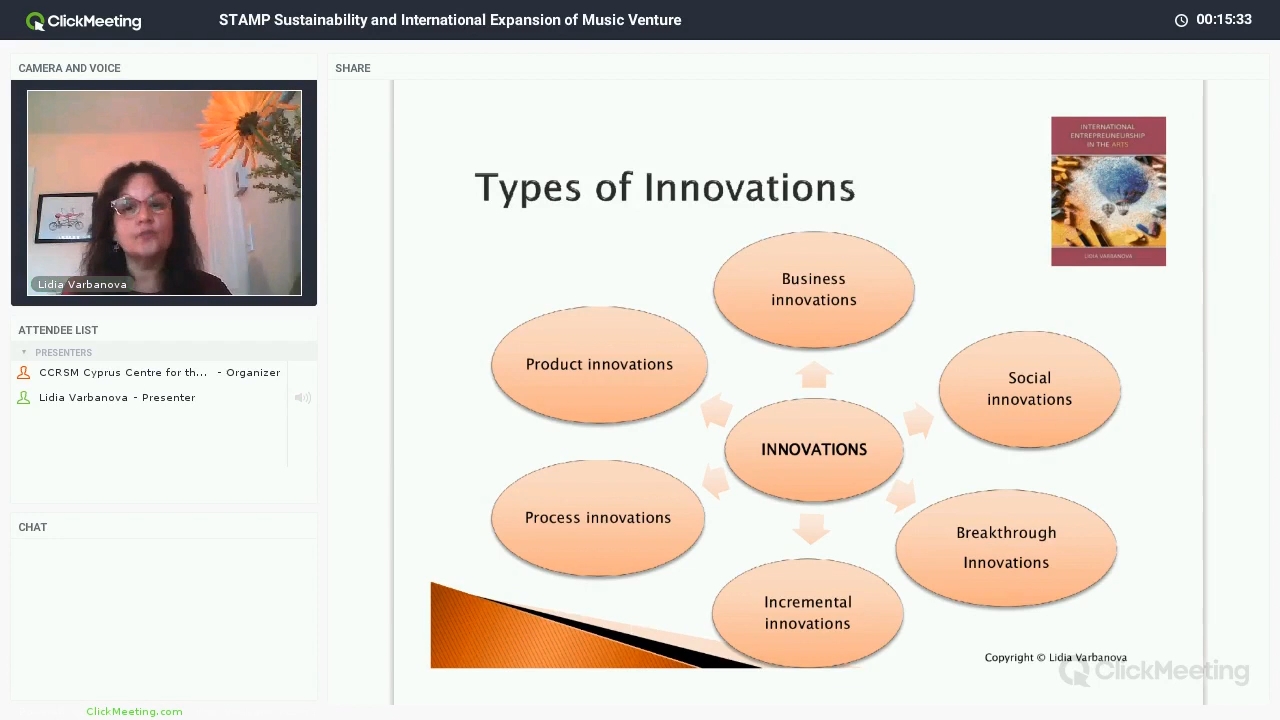 ClickMeeting
STAMP Sustainability and International Expansion of Music Venture
00:15:33
CAMERA AND VOICE
Lidia Varbanova
ATTENDEE LIST
PRESENTERS
CCRSM Cyprus Centre for th... - Organizer
Lidia Varbanova - Presenter
CHAT
ClickMeeting.com
SHARE
INTERNATIONAL
ENTREPRENEURSHIP
IN THE ARTS
LIDIA VARBANOVA
Types of Innovations
Business
innovations
Product innovations
Social
innovations
INNOVATIONS
Process innovations
Breakthrough
Innovations
Incremental
innovations
Copyright © Lidia Varbanova
ClickMeeting